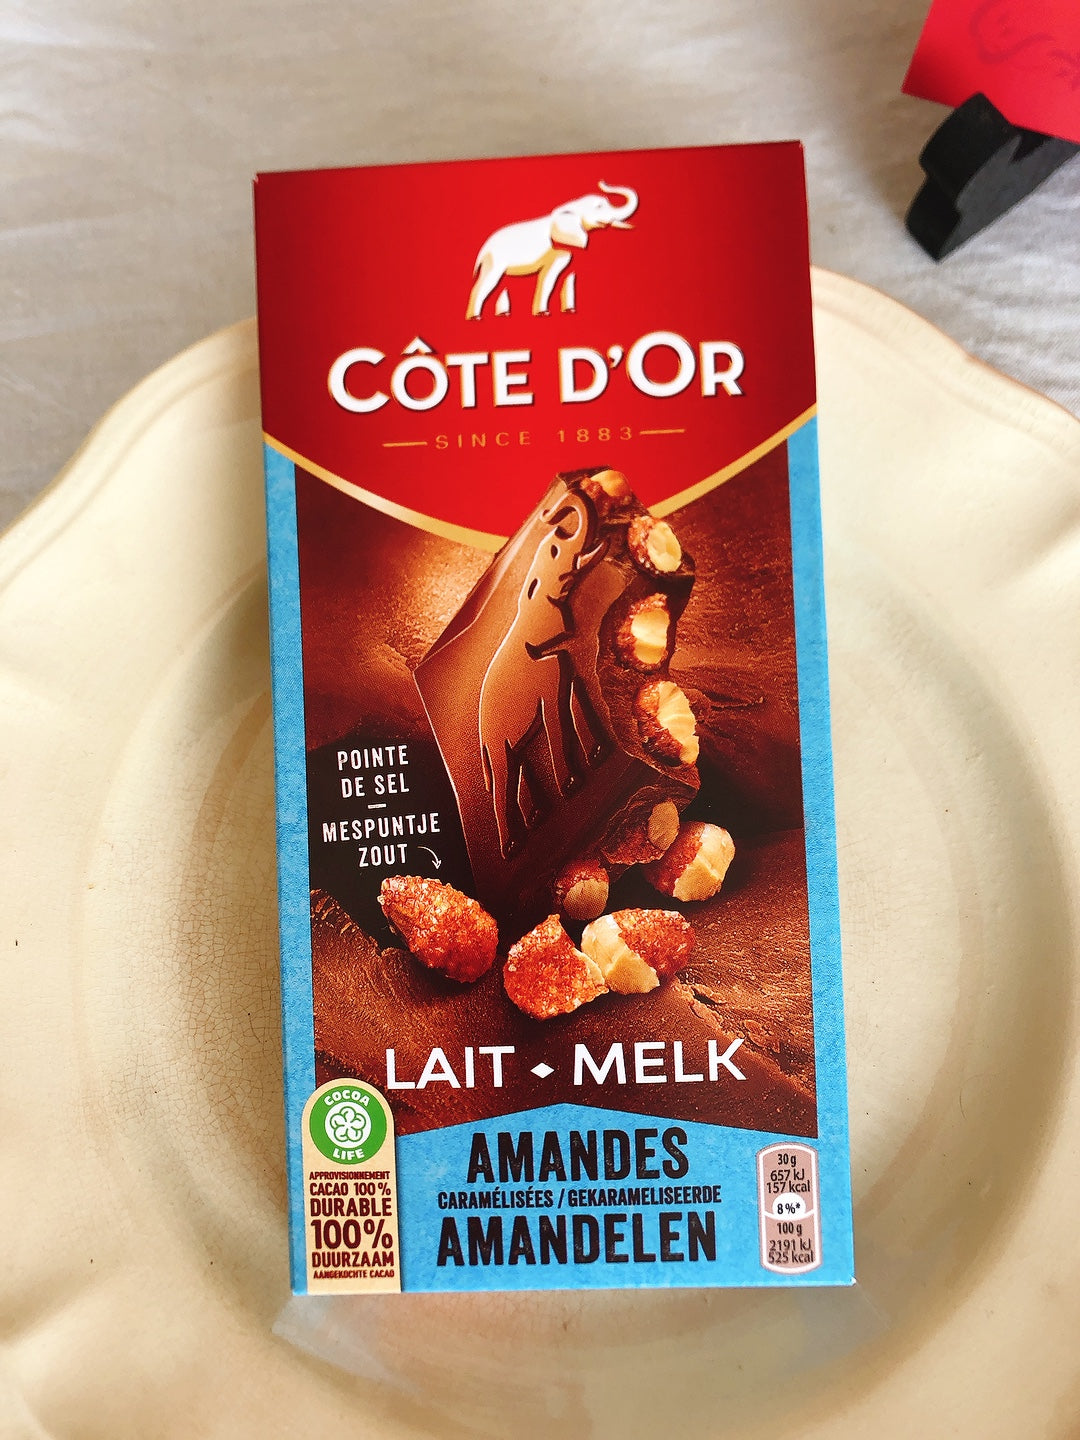 CÔTE D'OR
SINCE 1883
POINTE
DE SEL
MESPUNTJE
ZOUT
LAIT ◆ MELK
COCOA
LIFE
APPROVISIONNEMENT
CACAO 100%
DURABLE
100%
DUURZAAM
AANGEKOCHTE CACAO
AMANDES
CARAMÉLISÉES / GEKARAMELISEERDE
AMANDELEN
30 g
657 kJ
157 kcal
8 %*
100 g
2191 kJ
525 kcal